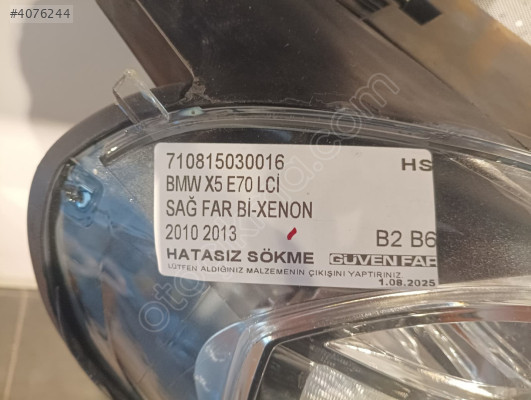 #4076244
710815030016 HS
BMW X5 E70 LCİ
SAĞ FAR Bİ-XENON
2010 2013 B2 B6
HATASIZ SÖKME GÜVEN FAR
LÜTFEN ALDIĞINIZ MALZEMENİN ÇIKIŞINI YAPTIRINIZ
1.08.2025